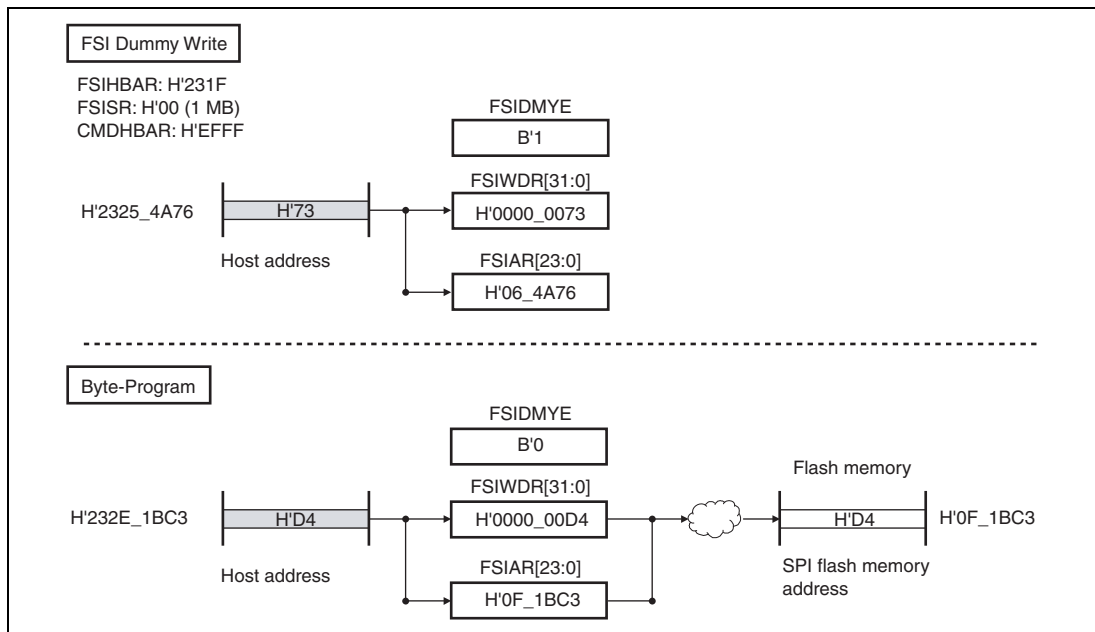 FSI Dummy Write
FSIHBAR: H'231F
FSISR: H'00 (1 MB)
CMDHBAR: H'EFFF
FSIDMYE
B'1
FSIWDR[31:0]
H'2325_4A76
H'73
H'0000_0073
Host address
FSIAR[23:0]
H'06_4A76
Byte-Program
FSIDMYE
B'0
Flash memory
FSIWDR[31:0]
H'232E_1BC3
H'D4
H'0000_00D4
H'D4
H'0F_1BC3
Host address
FSIAR[23:0]
SPI flash memory
address
H'0F_1BC3